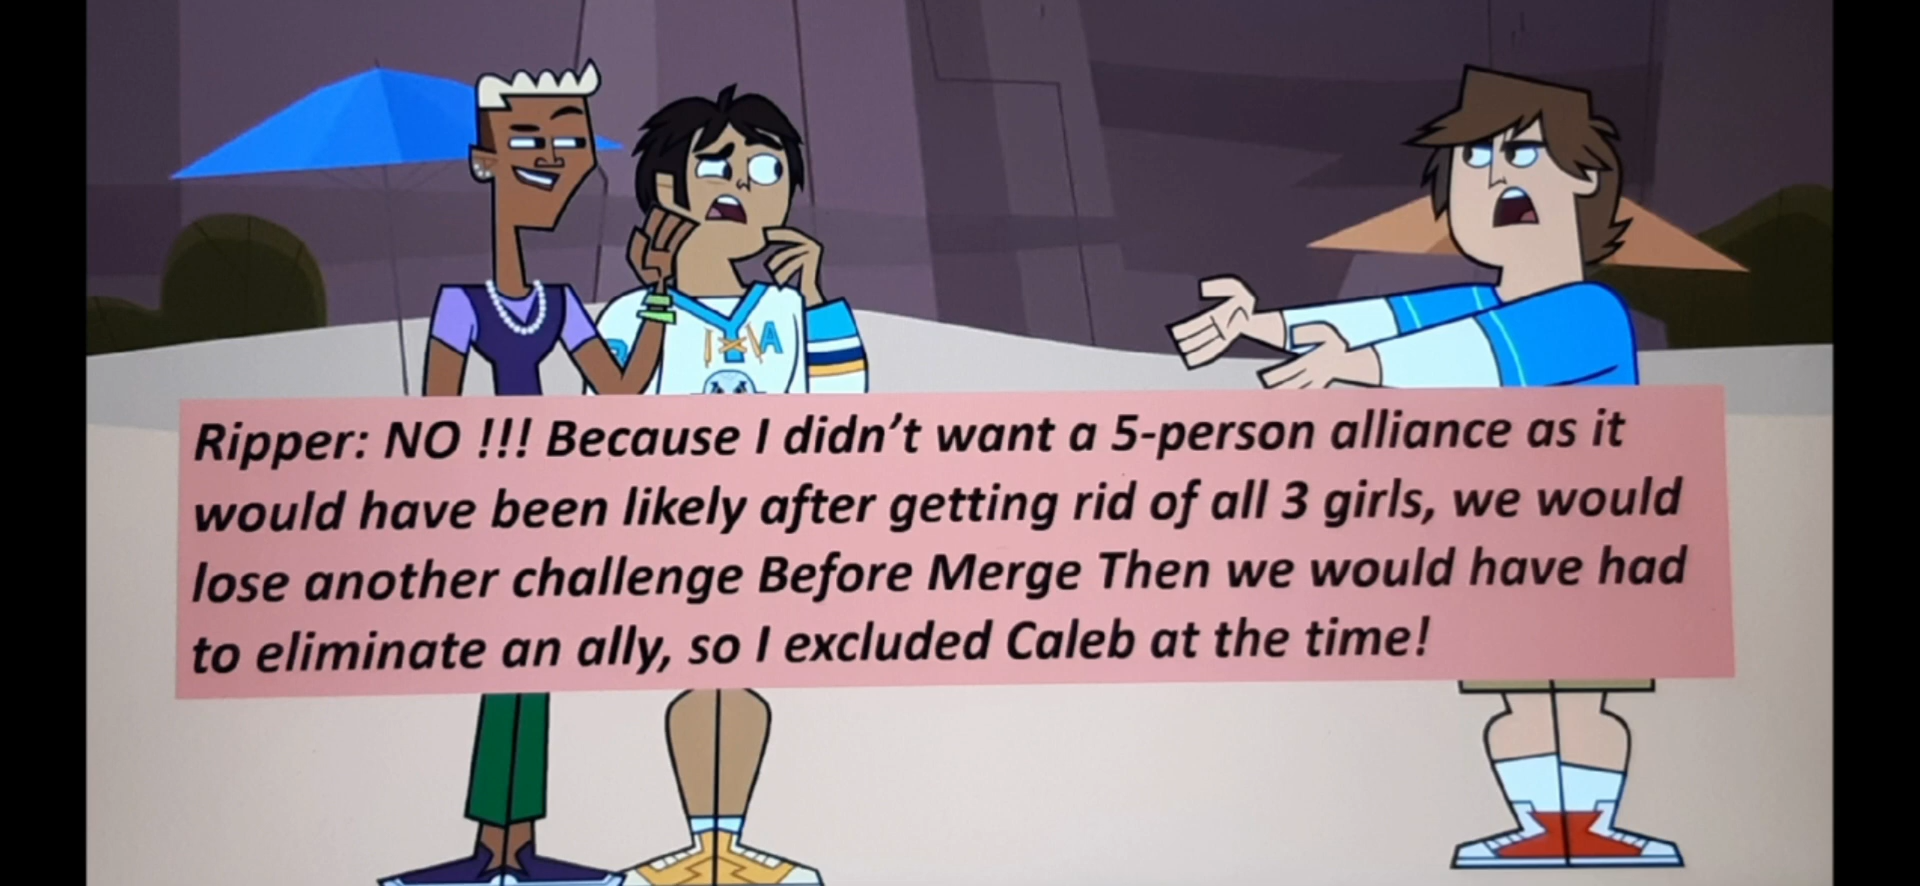 Ripper: NO !!! Because I didn’t want a 5-person alliance as it
would have been likely after getting rid of all 3 girls, we would
lose another challenge Before Merge Then we would have had
to eliminate an ally, so I excluded Caleb at the time!